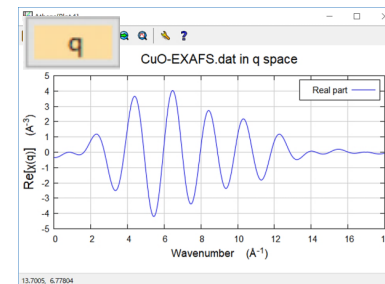 q
?
CuO-EXAFS.dat in q space
Real part
Re[χ(q)] (Å⁻³)
5
4
3
2
1
0
-1
-2
-3
-4
-5
0 2 4 6 8 10 12 14 16 18
Wavenumber (Å⁻¹)
13.7005, 6.77804